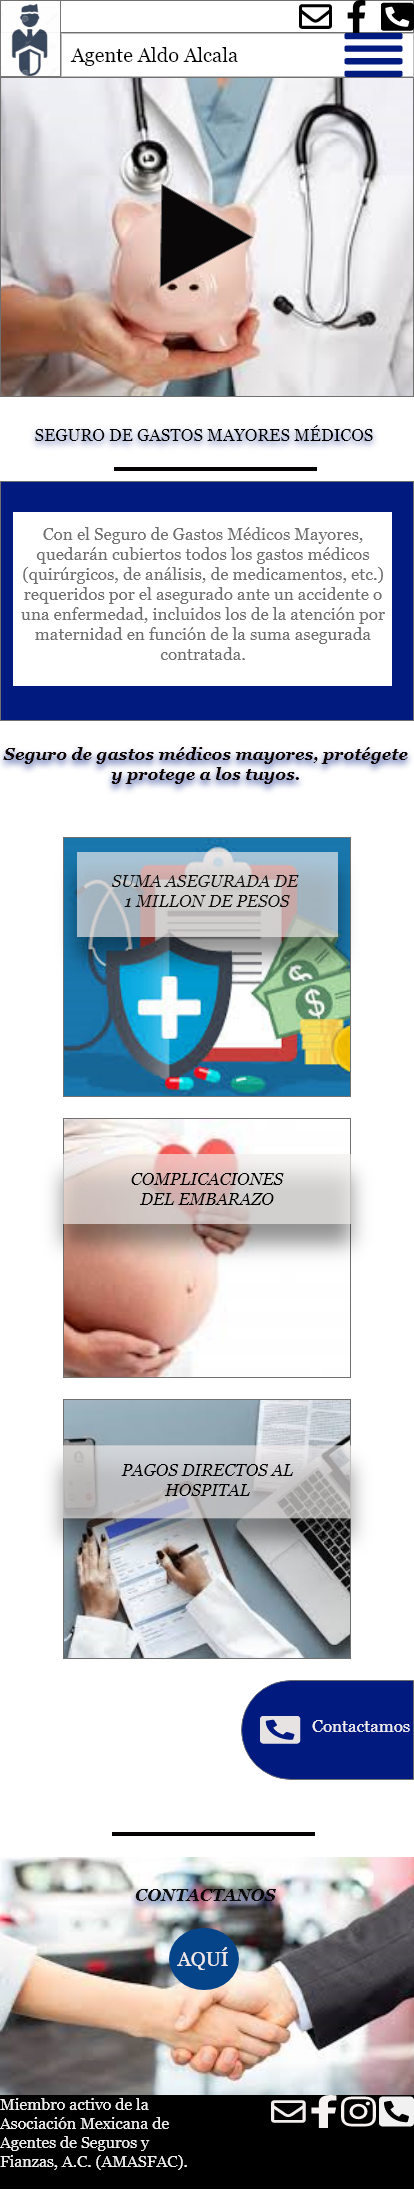 Agente Aldo Alcala
SEGURO DE GASTOS MAYORES MÉDICOS
Con el Seguro de Gastos Médicos Mayores,
quedarán cubiertos todos los gastos médicos
(quirúrgicos, de análisis, de medicamentos, etc.)
requeridos por el asegurado ante un accidente o
una enfermedad, incluidos los de la atención por
maternidad en función de la suma asegurada
contratada.
Seguro de gastos médicos mayores, protégete
y protege a los tuyos.
SUMA ASEGURADA DE
1 MILLON DE PESOS
COMPLICACIONES
DEL EMBARAZO
PAGOS DIRECTOS AL
HOSPITAL
Contactamos
CONTACTANOS
AQUÍ
Miembro activo de la
Asociación Mexicana de
Agentes de Seguros y
Fianzas, A.C. (AMASFAC).